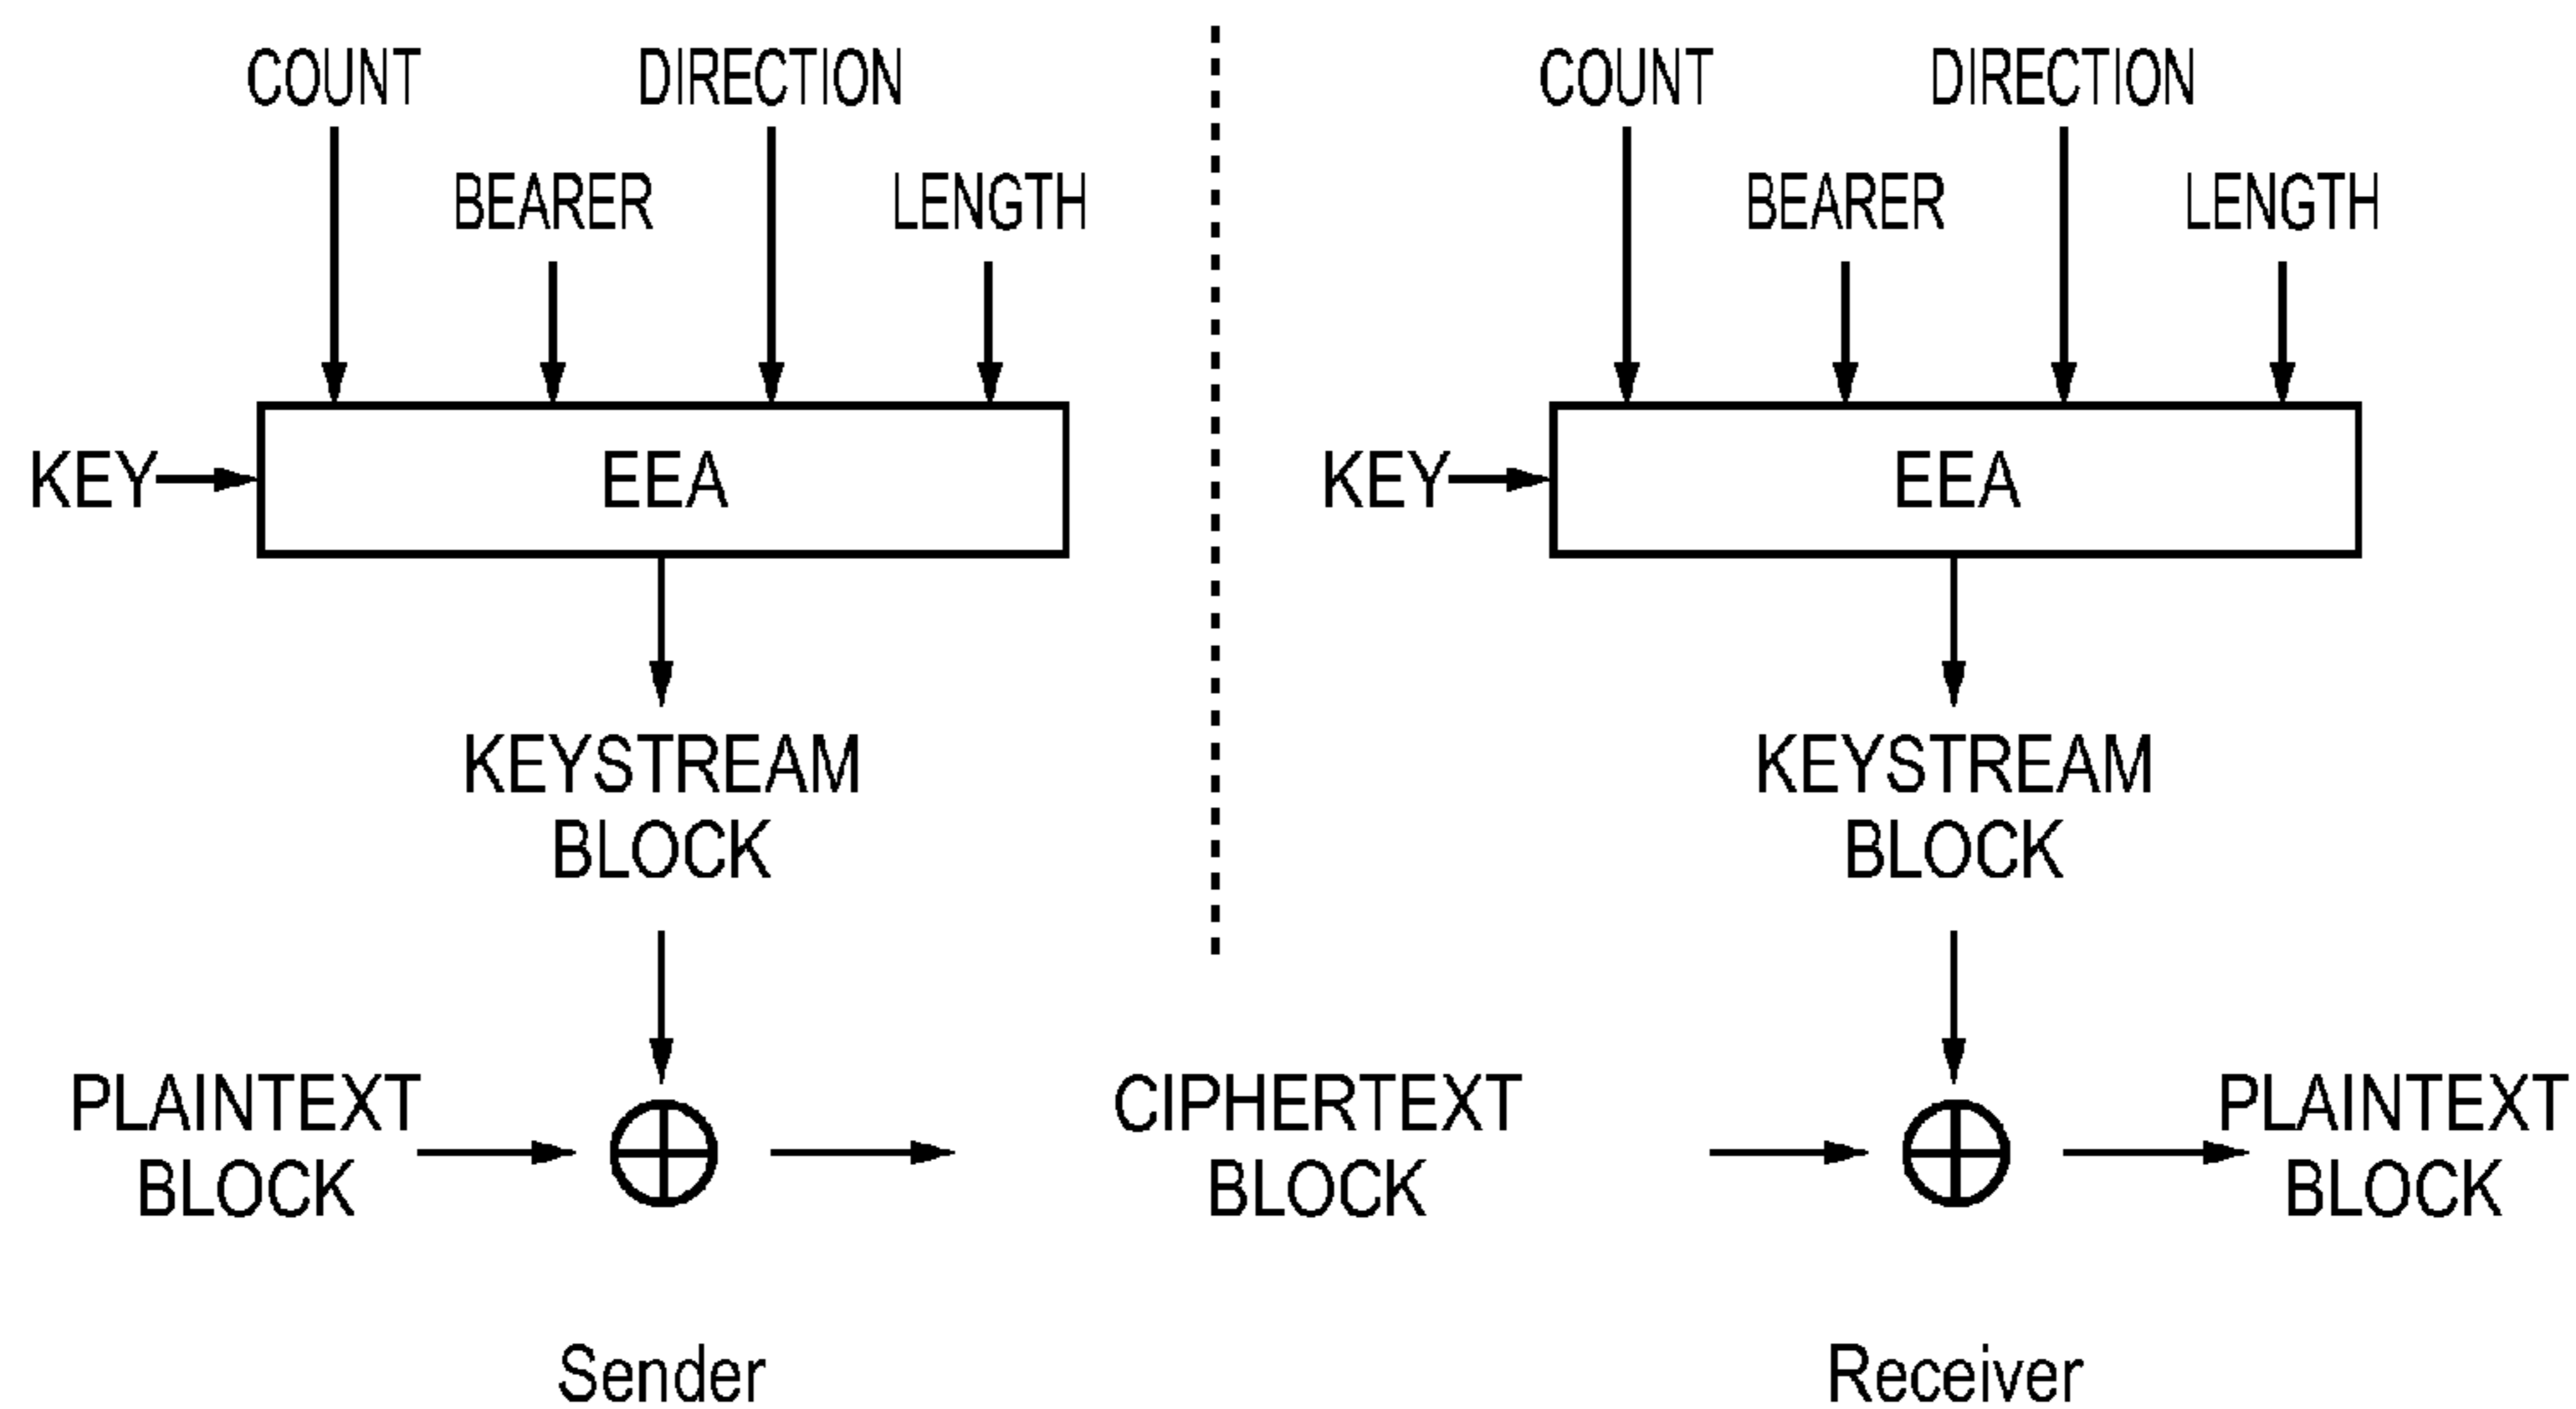 COUNT DIRECTION COUNT DIRECTION
BEARER LENGTH BEARER LENGTH
KEY EEA KEY EEA
KEYSTREAM KEYSTREAM
BLOCK BLOCK
PLAINTEXT CIPHERTEXT PLAINTEXT
BLOCK BLOCK BLOCK
Sender Receiver